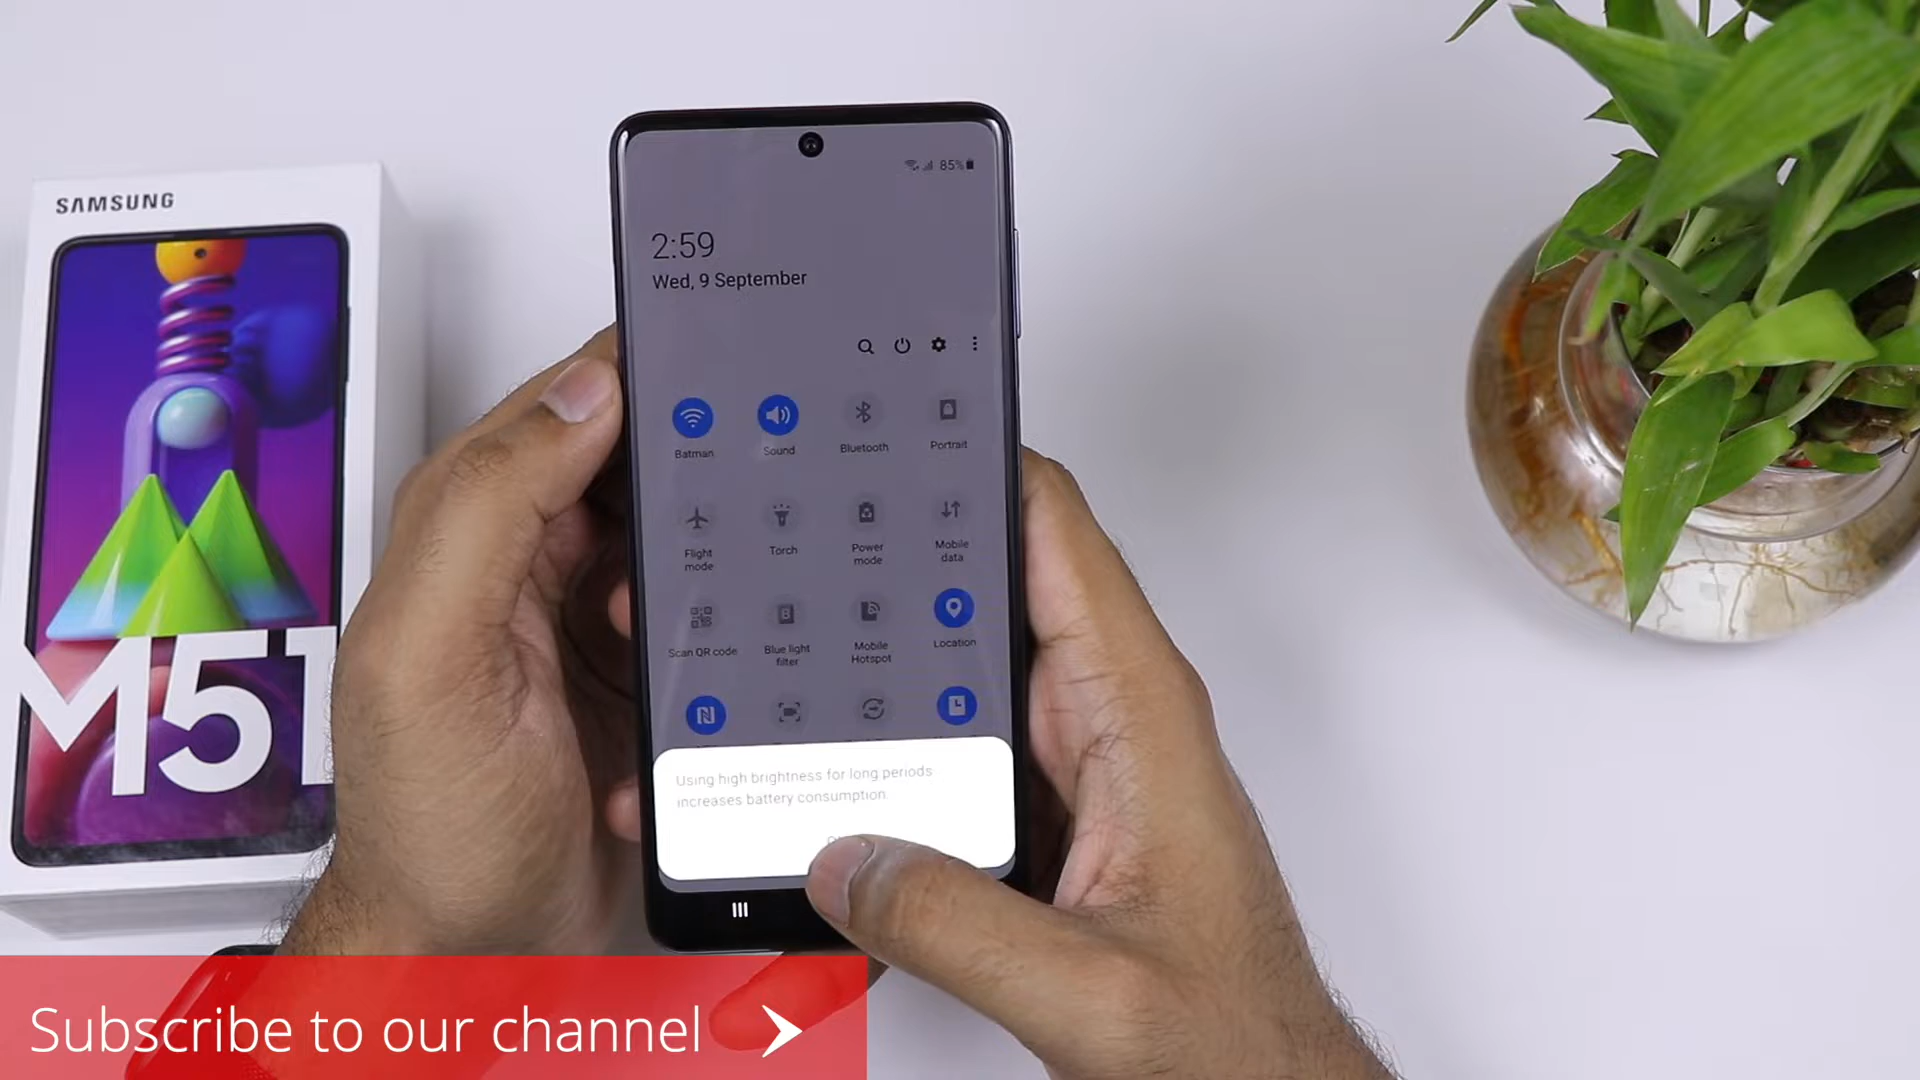 SAMSUNG
M51
85%
2:59
Wed, 9 September
Batman
Sound
Bluetooth
Portrait
Flight
mode
Torch
Power
mode
Mobile
data
Scan QR code
Blue light
filter
Mobile
Hotspot
Location
Using high brightness for long periods
increases battery consumption.
Subscribe to our channel